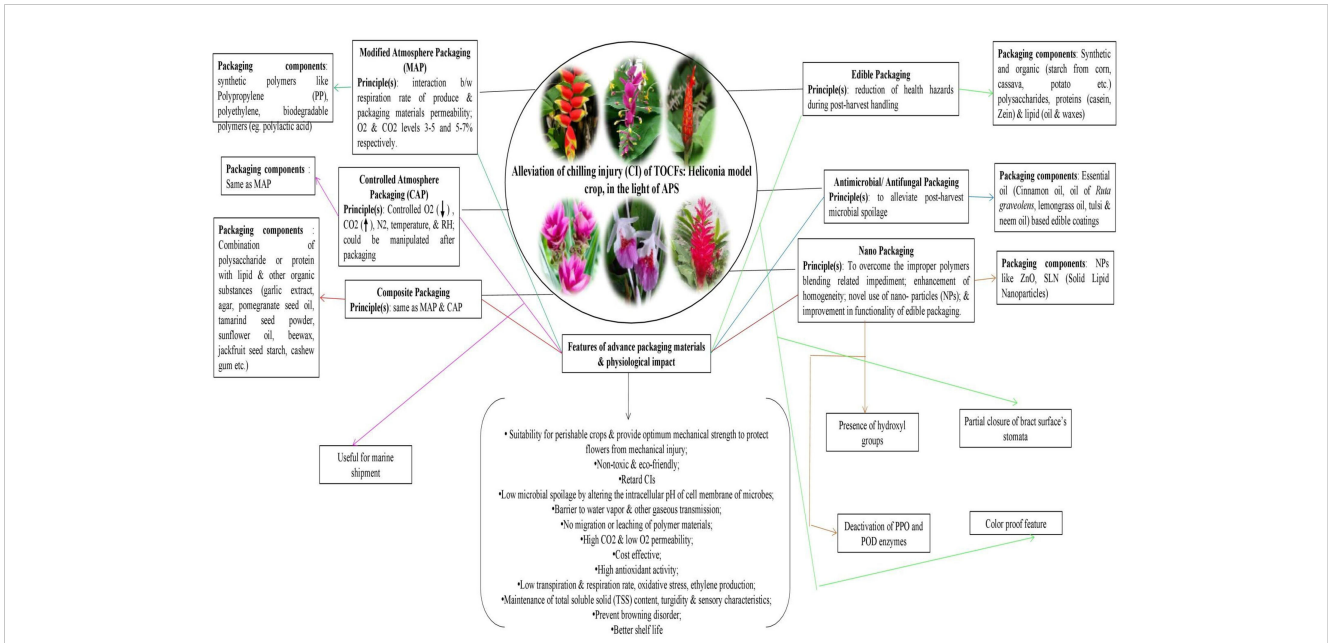 Modified Atmosphere Packaging
(MAP)
Principle(s): interaction b/w
respiration rate of produce &
packaging materials permeability;
O2 & CO2 levels 3-5 and 5-7%
respectively.
Packaging components:
synthetic polymers like
Polypropylene (PP),
polyethylene, biodegradable
polymers (eg. polylactic acid)
Controlled Atmosphere
Packaging (CAP)
Principle(s): Controlled O2 (↓) ,
CO2 (↑), N2, temperature, & RH;
could be manipulated after
packaging
Packaging components :
Same as MAP
Composite Packaging
Principle(s): same as MAP & CAP
Packaging components :
Combination of
polysaccharide or protein
with lipid & other organic
substances (garlic extract,
agar, pomegranate seed oil,
tamarind seed powder,
sunflower oil, beewax,
jackfruit seed starch, cashew
gum etc.)
Alleviation of chilling injury (CI) of TOCFs: Heliconia model
crop, in the light of APS
Edible Packaging
Principle(s): reduction of health hazards
during post-harvest handling
Packaging components: Synthetic
and organic (starch from corn,
cassava, potato etc.)
polysaccharides, proteins (casein,
Zein) & lipid (oil & waxes)
Antimicrobial/ Antifungal Packaging
Principle(s): to alleviate post-harvest
microbial spoilage
Packaging components: Essential
oil (Cinnamon oil, oil of Ruta
graveolens, lemongrass oil, tulsi &
neem oil) based edible coatings
Nano Packaging
Principle(s): To overcome the improper polymers
blending related impediment; enhancement of
homogeneity; novel use of nano- particles (NPs); &
improvement in functionality of edible packaging.
Packaging components: NPs
like ZnO, SLN (Solid Lipid
Nanoparticles)
Features of advance packaging materials
& physiological impact
Useful for marine
shipment
• Suitability for perishable crops & provide optimum mechanical strength to protect
flowers from mechanical injury;
•Non-toxic & eco-friendly;
•Retard CIs
•Low microbial spoilage by altering the intracellular pH of cell membrane of microbes;
•Barrier to water vapor & other gaseous transmission;
•No migration or leaching of polymer materials;
•High CO2 & low O2 permeability;
•Cost effective;
•High antioxidant activity;
•Low transpiration & respiration rate, oxidative stress, ethylene production;
•Maintenance of total soluble solid (TSS) content, turgidity & sensory characteristics;
•Prevent browning disorder;
•Better shelf life
Presence of hydroxyl
groups
Partial closure of bract surface`s
stomata
Deactivation of PPO and
POD enzymes
Color proof feature